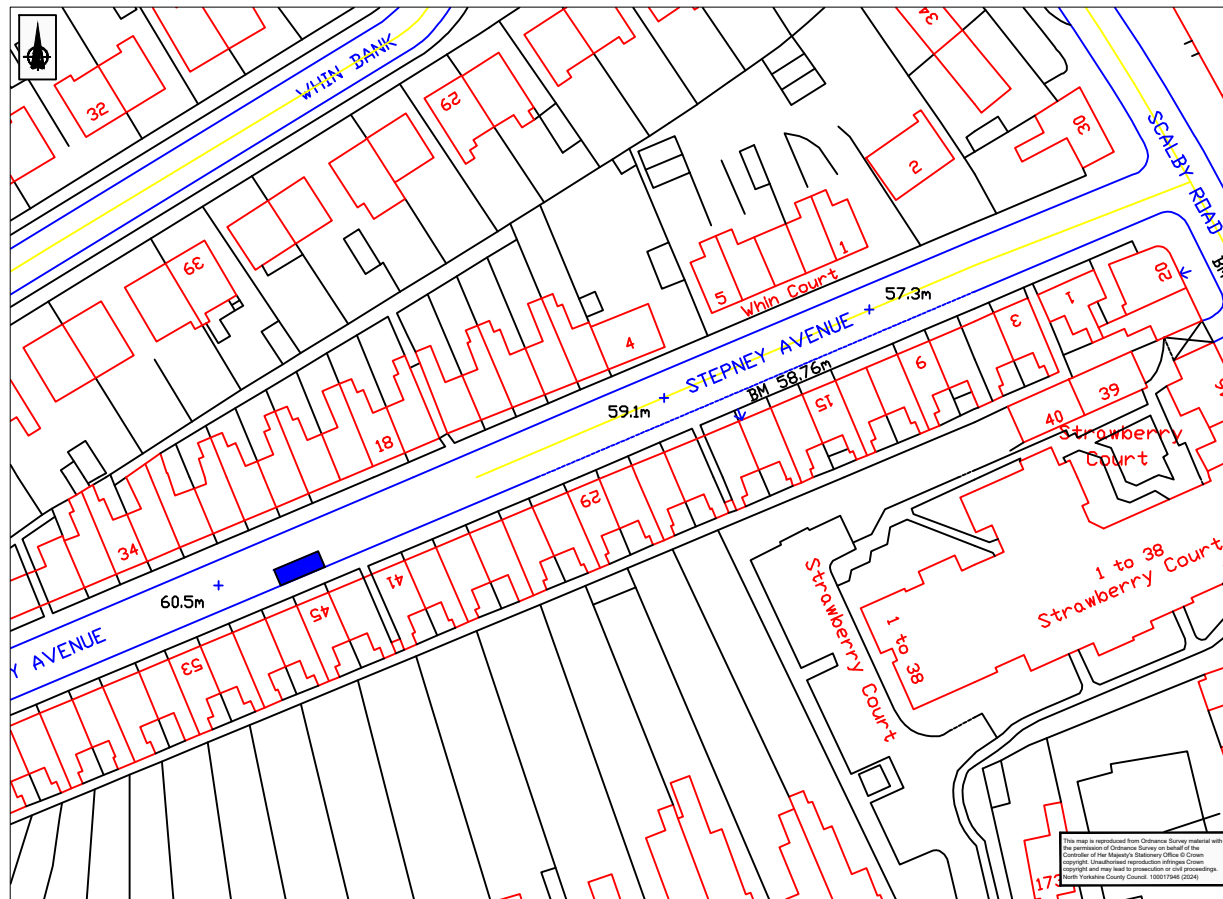 WHIN BANK
34
32
29
30
SCALBY ROAD
2
39
1
5
Whin Court
20
57.3m
1
3
4
STEPNEY AVENUE
BM 58.76m
59.1m
6
39
15
40
18
Strawberry
Court
29
34
1 to 38
Strawberry Court
41
60.5m
45
Strawberry Court
1 to 38
Y AVENUE
53
173
This map is reproduced from Ordnance Survey material with
the permission of Ordnance Survey on behalf of the
Controller of Her Majesty's Stationery Office © Crown
copyright. Unauthorised reproduction infringes Crown
copyright and may lead to prosecution or civil proceedings.
North Yorkshire County Council. 100017946 (2024)